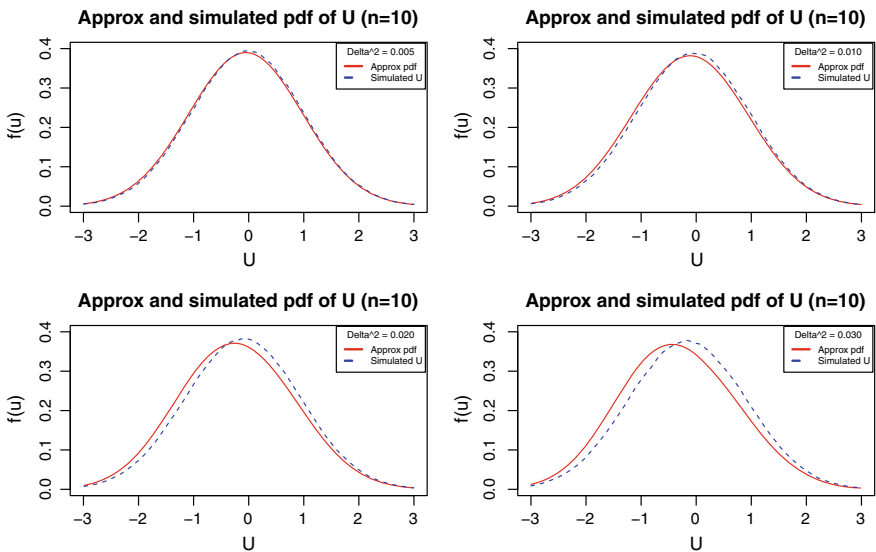 Approx and simulated pdf of U (n=10)
f(u)
0.4
0.3
0.2
0.1
0.0
Delta^2 = 0.005
Approx pdf
Simulated U
−3 −2 −1 0 1 2 3
U
Approx and simulated pdf of U (n=10)
f(u)
0.4
0.3
0.2
0.1
0.0
Delta^2 = 0.010
Approx pdf
Simulated U
−3 −2 −1 0 1 2 3
U
Approx and simulated pdf of U (n=10)
f(u)
0.4
0.3
0.2
0.1
0.0
Delta^2 = 0.020
Approx pdf
Simulated U
−3 −2 −1 0 1 2 3
U
Approx and simulated pdf of U (n=10)
f(u)
0.4
0.3
0.2
0.1
0.0
Delta^2 = 0.030
Approx pdf
Simulated U
−3 −2 −1 0 1 2 3
U